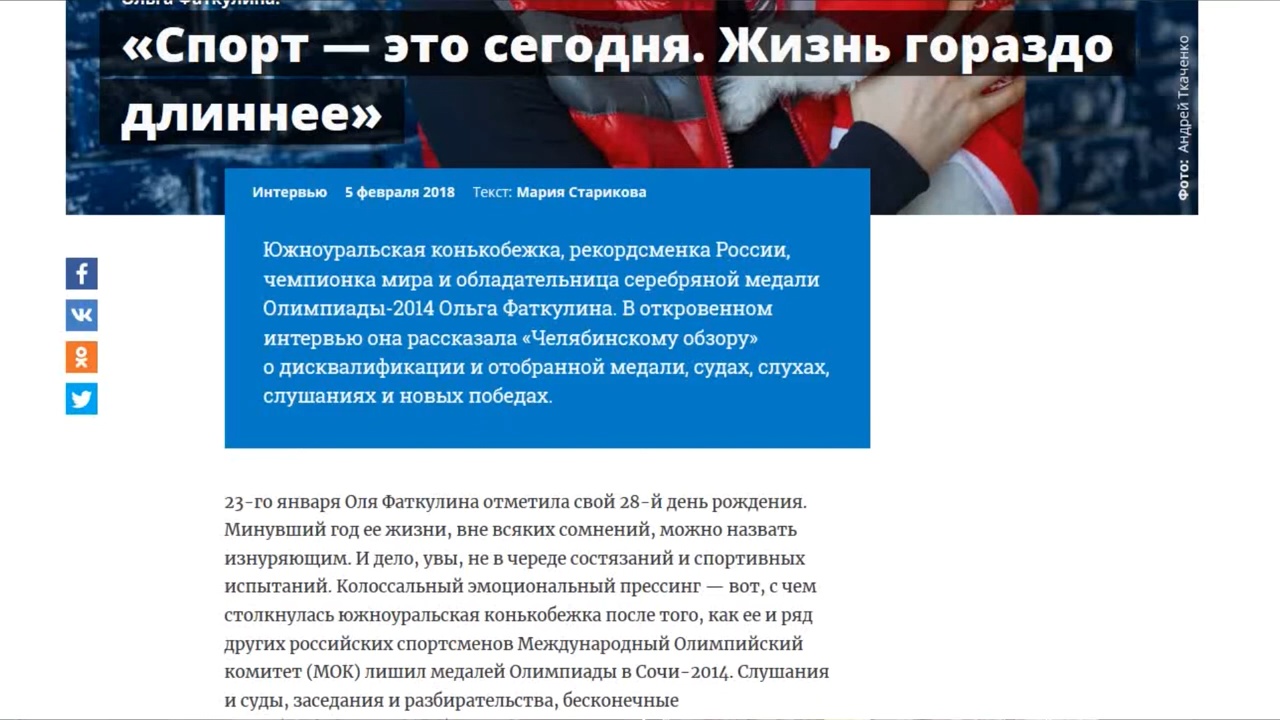 Ольга Фаткулина:
«Спорт — это сегодня. Жизнь гораздо
длиннее»
Фото: Андрей Ткаченко
Интервью 5 февраля 2018 Текст: Мария Старикова
Южноуральская конькобежка, рекордсменка России,
чемпионка мира и обладательница серебряной медали
Олимпиады-2014 Ольга Фаткулина. В откровенном
интервью она рассказала «Челябинскому обзору»
о дисквалификации и отобранной медали, судах, слухах,
слушаниях и новых победах.
23-го января Оля Фаткулина отметила свой 28-й день рождения.
Минувший год ее жизни, вне всяких сомнений, можно назвать
изнуряющим. И дело, увы, не в череде состязаний и спортивных
испытаний. Колоссальный эмоциональный прессинг — вот, с чем
столкнулась южноуральская конькобежка после того, как ее и ряд
других российских спортсменов Международный Олимпийский
комитет (МОК) лишил медалей Олимпиады в Сочи-2014. Слушания
и суды, заседания и разбирательства, бесконечные